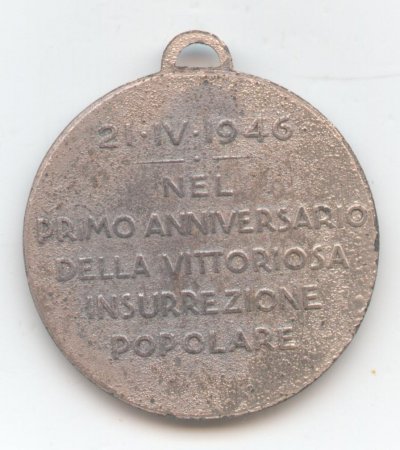 21·IV·1946
NEL
PRIMO ANNIVERSARIO
DELLA VITTORIOSA
INSURREZIONE
POPOLARE